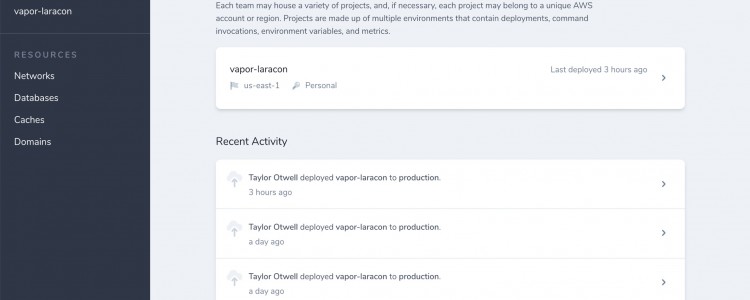 vapor-laracon
RESOURCES
Networks
Databases
Caches
Domains
Each team may house a variety of projects, and, if necessary, each project may belong to a unique AWS
account or region. Projects are made up of multiple environments that contain deployments, command
invocations, environment variables, and metrics.
vapor-laracon
Last deployed 3 hours ago
us-east-1
Personal
Recent Activity
Taylor Otwell deployed vapor-laracon to production.
3 hours ago
Taylor Otwell deployed vapor-laracon to production.
a day ago
Taylor Otwell deployed vapor-laracon to production.
a day ago